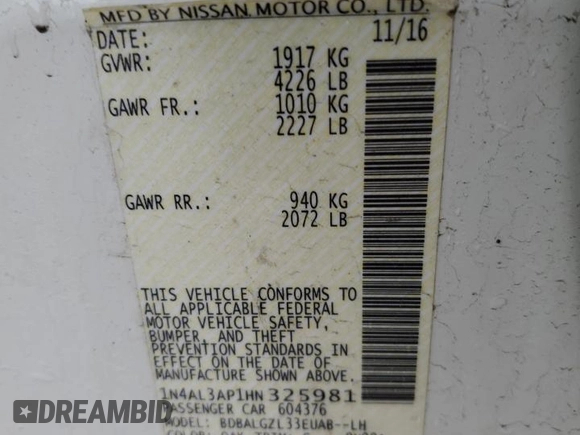 MFD BY NISSAN MOTOR CO., LTD.
DATE: 11/16
GVWR: 1917 KG
4226 LB
GAWR FR.: 1010 KG
2227 LB
GAWR RR.: 940 KG
2072 LB
THIS VEHICLE CONFORMS TO
ALL APPLICABLE FEDERAL
MOTOR VEHICLE SAFETY,
BUMPER, AND THEFT
PREVENTION STANDARDS IN
EFFECT ON THE DATE OF
MANUFACTURE SHOWN ABOVE.
1N4AL3AP1HN325981
PASSENGER CAR 604376
MODEL: BDBALGZL33EUAB--LH
DREAMBID